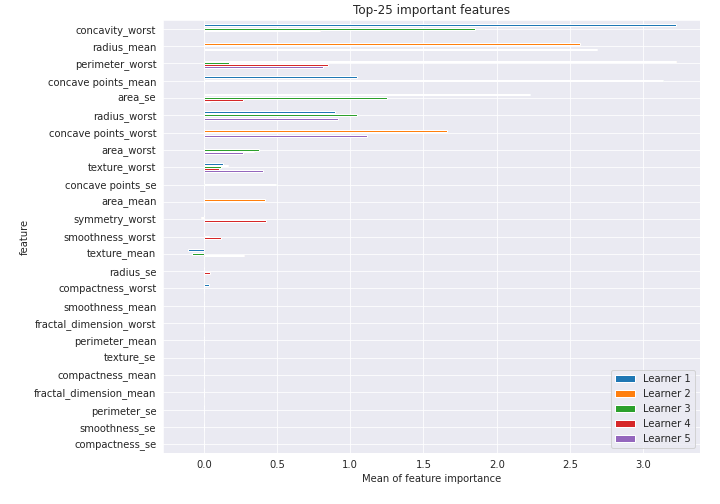 Top-25 important features
concavity_worst
radius_mean
perimeter_worst
concave points_mean
area_se
radius_worst
concave points_worst
area_worst
texture_worst
concave points_se
area_mean
symmetry_worst
smoothness_worst
texture_mean
radius_se
compactness_worst
smoothness_mean
fractal_dimension_worst
perimeter_mean
texture_se
compactness_mean
fractal_dimension_mean
perimeter_se
smoothness_se
compactness_se
feature
Learner 1
Learner 2
Learner 3
Learner 4
Learner 5
0.0 0.5 1.0 1.5 2.0 2.5 3.0
Mean of feature importance